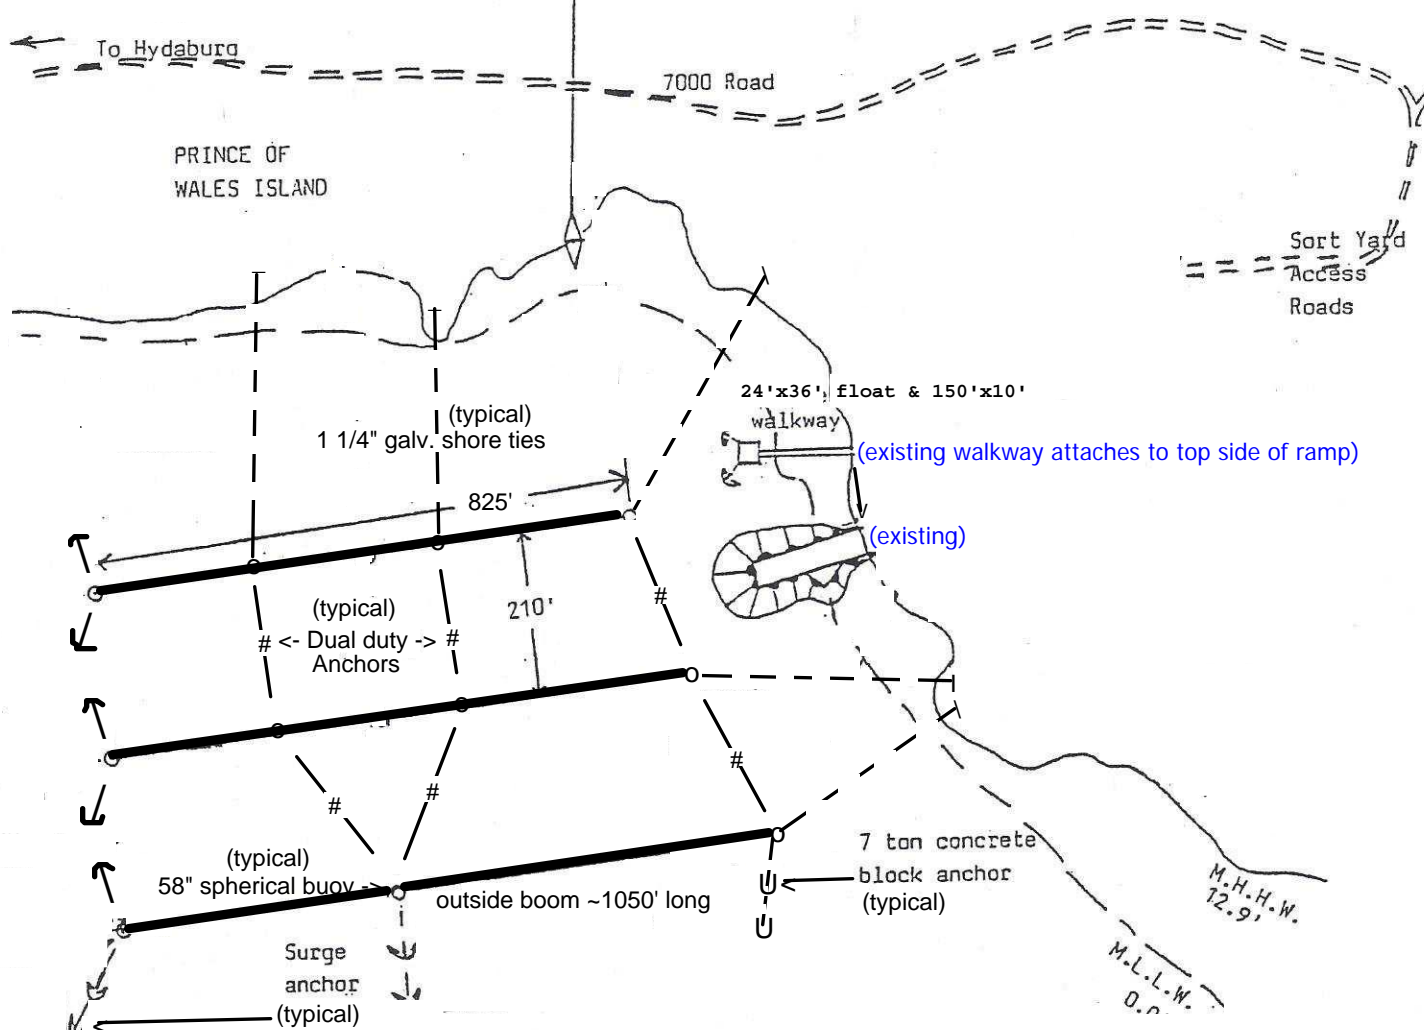 To Hydaburg
7000 Road
PRINCE OF
WALES ISLAND
Sort Yard
Access
Roads
24'x36' float & 150'x10'
walkway
(existing walkway attaches to top side of ramp)
(existing)
(typical)
1 1/4" galv. shore ties
825'
210'
(typical)
# <- Dual duty -> #
Anchors
#
#
#
#
(typical)
58" spherical buoy ->
outside boom ~1050' long
7 ton concrete
block anchor
(typical)
Surge
anchor
(typical)
M.H.H.W.
12.9'
M.L.L.W.